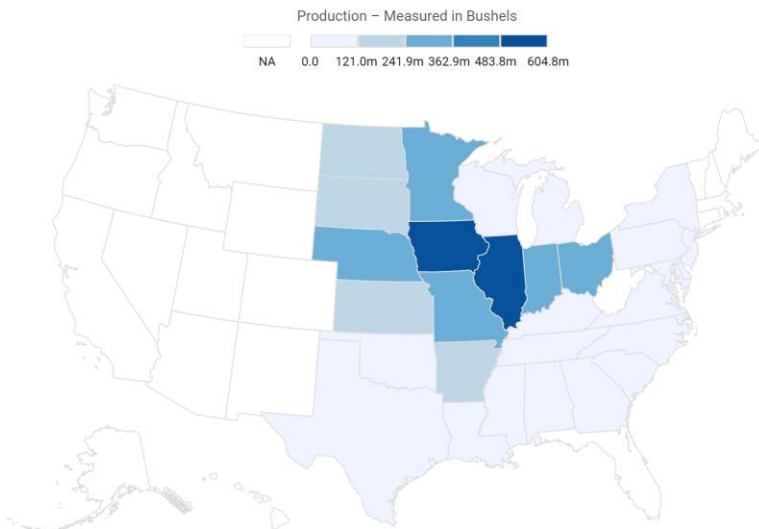 Production – Measured in Bushels
NA 0.0 121.0m 241.9m 362.9m 483.8m 604.8m